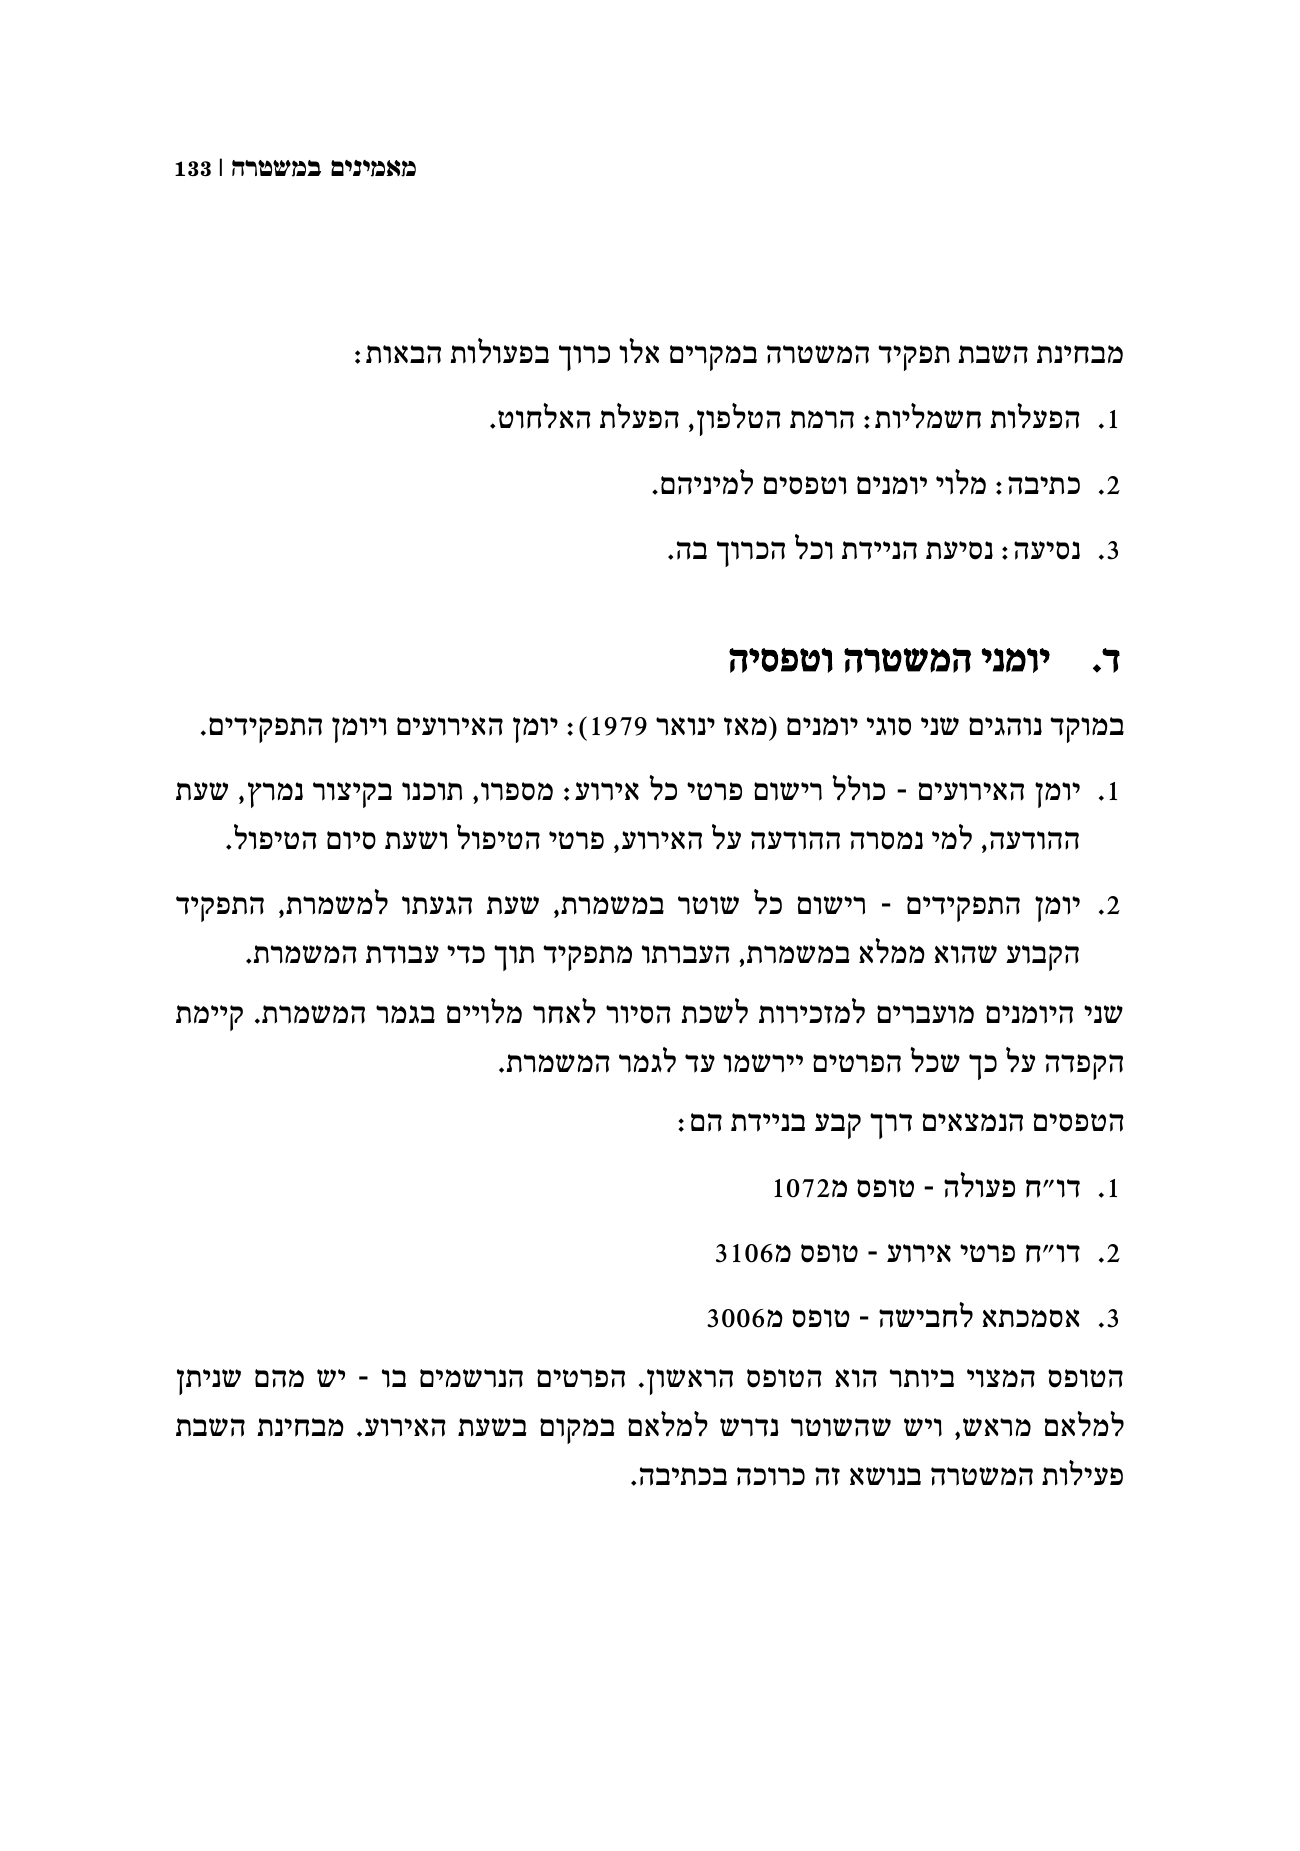 מאמינים במשטרה | 133
מבחינת השבת תפקיד המשטרה במקרים אלו כרוך בפעולות הבאות:
1. הפעלות חשמליות: הרמת הטלפון, הפעלת האלחוט.
2. כתיבה: מלוי יומנים וטפסים למיניהם.
3. נסיעה: נסיעת הניידת וכל הכרוך בה.
ד. יומני המשטרה וטפסיה
במוקד נוהגים שני סוגי יומנים (מאז ינואר 1979): יומן האירועים ויומן התפקידים.
1. יומן האירועים - כולל רישום פרטי כל אירוע: מספרו, תוכנו בקיצור נמרץ, שעת
ההודעה, למי נמסרה ההודעה על האירוע, פרטי הטיפול ושעת סיום הטיפול.
2. יומן התפקידים - רישום כל שוטר במשמרת, שעת הגעתו למשמרת, התפקיד
הקבוע שהוא ממלא במשמרת, העברתו מתפקיד תוך כדי עבודת המשמרת.
שני היומנים מועברים למזכירות לשכת הסיור לאחר מלויים בגמר המשמרת. קיימת
הקפדה על כך שכל הפרטים יירשמו עד לגמר המשמרת.
הטפסים הנמצאים דרך קבע בניידת הם:
1. דו״ח פעולה - טופס מ1072
2. דו״ח פרטי אירוע - טופס מ3106
3. אסמכתא לחבישה - טופס מ3006
הטופס המצוי ביותר הוא הטופס הראשון. הפרטים הנרשמים בו - יש מהם שניתן
למלאם מראש, ויש שהשוטר נדרש למלאם במקום בשעת האירוע. מבחינת השבת
פעילות המשטרה בנושא זה כרוכה בכתיבה.